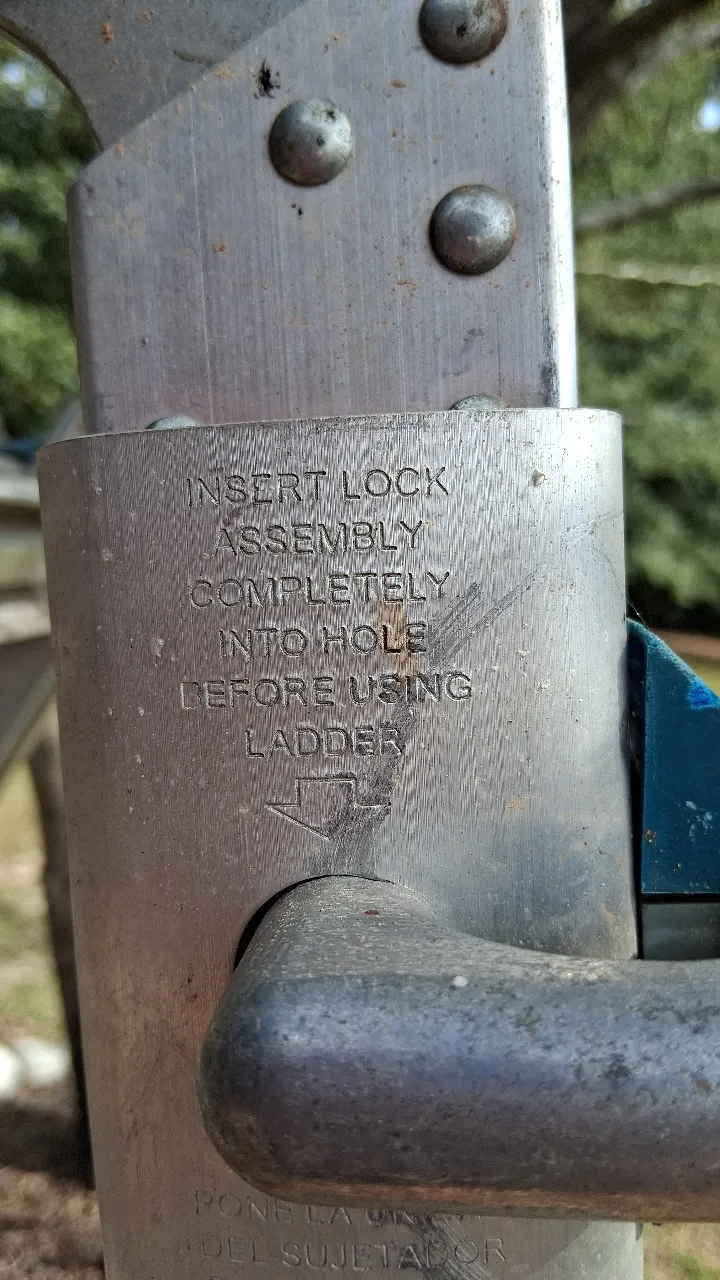 INSERT LOCK
ASSEMBLY
COMPLETELY
INTO HOLE
BEFORE USING
LADDER
PONE LA
DEL SUJETADOR